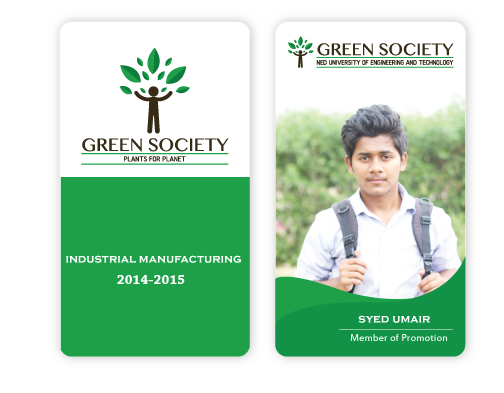 GREEN SOCIETY
PLANTS FOR PLANET
INDUSTRIAL MANUFACTURING
2014-2015
GREEN SOCIETY
NED UNIVERSITY OF ENGINEERING AND TECHNOLOGY
SYED UMAIR
Member of Promotion